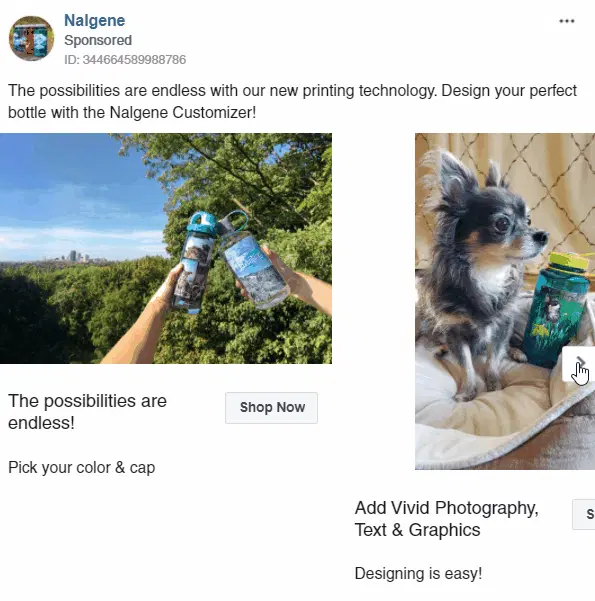 Nalgene
Sponsored
ID: 344664589988786
The possibilities are endless with our new printing technology. Design your perfect
bottle with the Nalgene Customizer!
The possibilities are
endless!
Shop Now
Pick your color & cap
Add Vivid Photography,
Text & Graphics
S
Designing is easy!